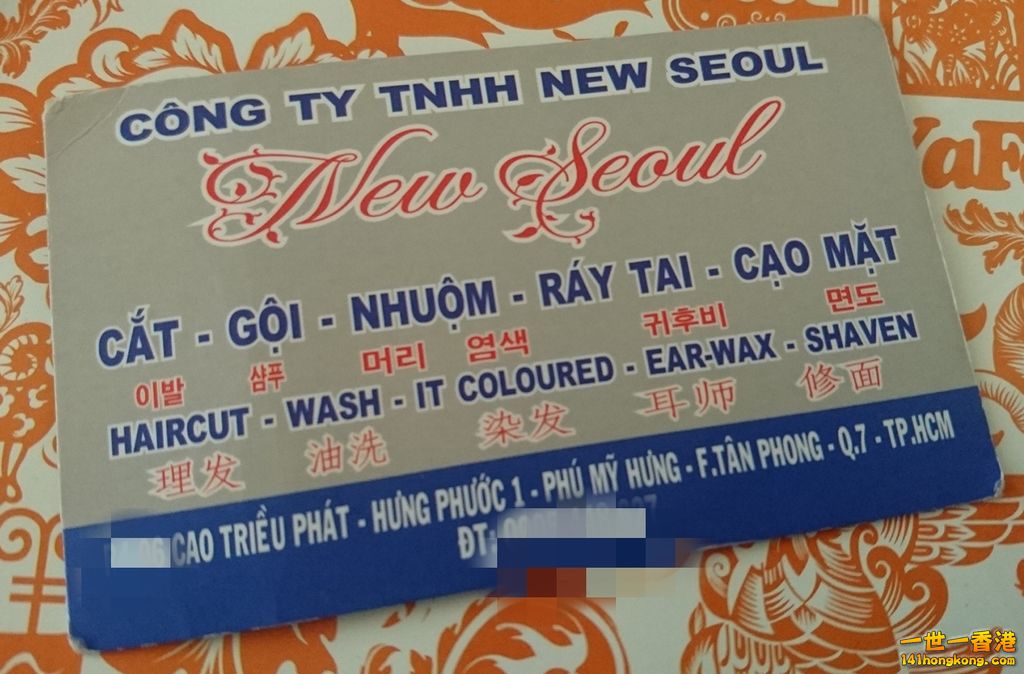 CÔNG TY TNHH NEW SEOUL
New Seoul
CẮT - GỘI - NHUỘM - RÁY TAI - CẠO MẶT
이발 샴푸 머리 염색 귀후비 면도
HAIRCUT - WASH - IT COLOURED - EAR-WAX - SHAVEN
理发 油洗 染发 耳师 修面
CAO TRIỀU PHÁT - HƯNG PHƯỚC 1 - PHÚ MỸ HƯNG - F.TÂN PHONG - Q.7 - TP.HCM
ĐT:
YaF
一世一香港
141hongkong.com